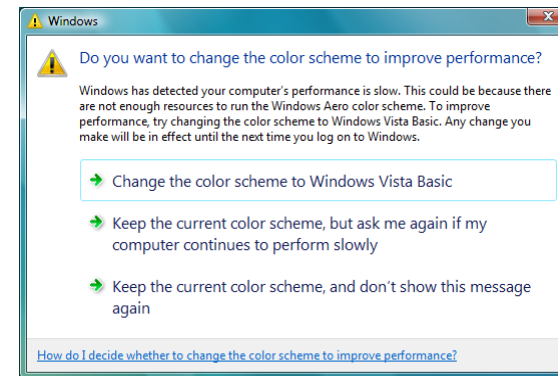 Windows
Do you want to change the color scheme to improve performance?
Windows has detected your computer's performance is slow. This could be because there
are not enough resources to run the Windows Aero color scheme. To improve
performance, try changing the color scheme to Windows Vista Basic. Any change you
make will be in effect until the next time you log on to Windows.
Change the color scheme to Windows Vista Basic
Keep the current color scheme, but ask me again if my
computer continues to perform slowly
Keep the current color scheme, and don't show this message
again
How do I decide whether to change the color scheme to improve performance?